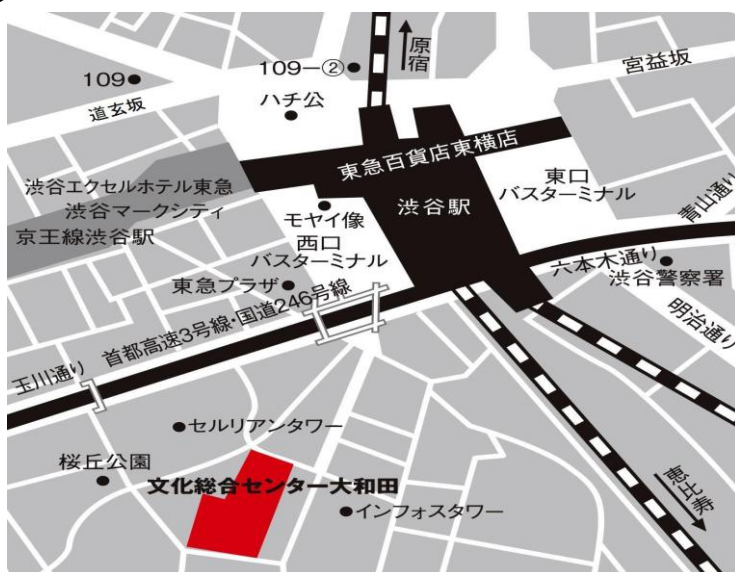 原宿
宮益坂
109-②
109
ハチ公
道玄坂
東急百貨店東横店
東口
バスターミナル
渋谷エクセルホテル東急
渋谷マークシティ
京王線渋谷駅
渋谷駅
モヤイ像
西口
バスターミナル
青山通り
東急プラザ
六本木通り
渋谷警察署
明治通り
首都高速3号線・国道246号線
玉川通り
セルリアンタワー
桜丘公園
文化総合センター大和田
インフォスタワー
恵比寿